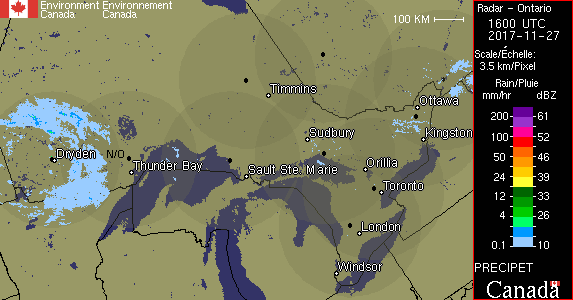 Environment Environnement
Canada Canada
100 KM
Timmins
Ottawa
Sudbury
Kingston
Dryden
N/O
Thunder Bay
Sault Ste. Marie
Orillia
Toronto
London
Windsor
Radar - Ontario
1600 UTC
2017-11-27
Scale/Échelle:
3.5 km/Pixel
Rain/Pluie
mm/hr dBZ
200 61
100 52
50 46
24 39
12 33
4 26
0.1 10
PRECIPET
Canada